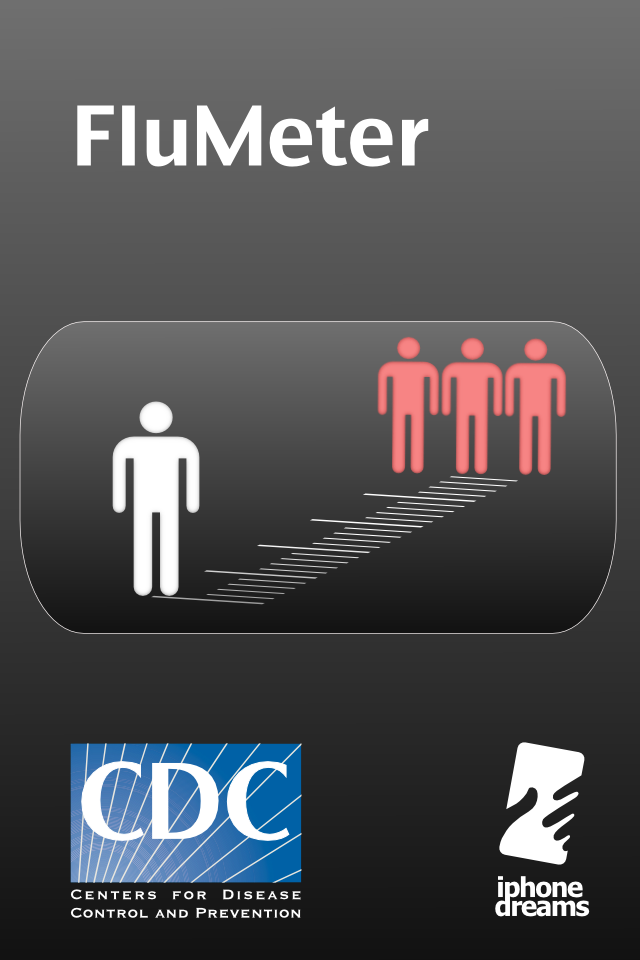 FluMeter
CDC
CENTERS FOR DISEASE
CONTROL AND PREVENTION
iphone
dreams